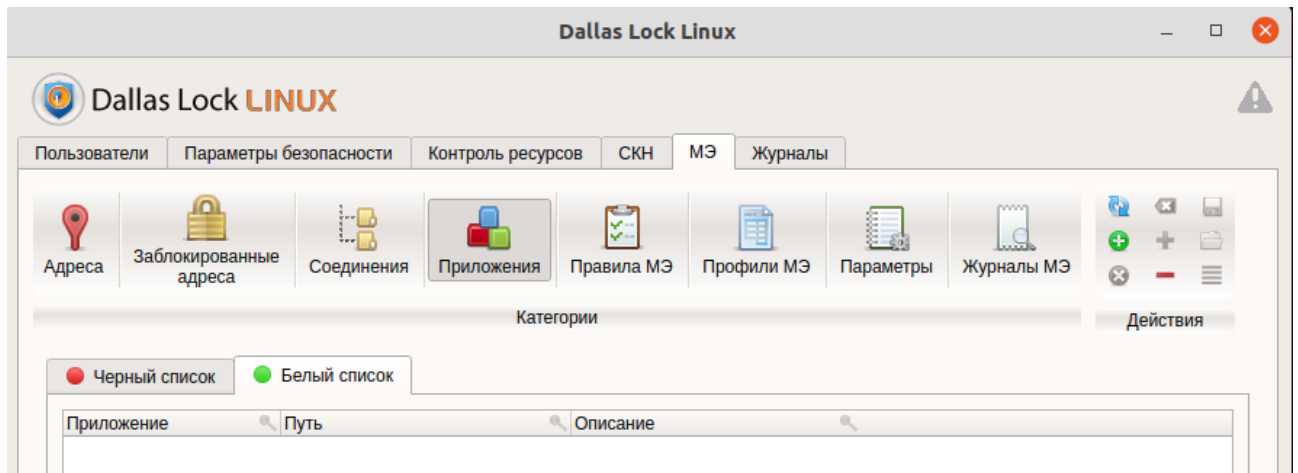 Dallas Lock Linux
Dallas Lock LINUX
Пользователи Параметры безопасности Контроль ресурсов СКН МЭ Журналы
Адреса Заблокированные адреса Соединения Приложения Правила МЭ Профили МЭ Параметры Журналы МЭ
Категории Действия
Черный список Белый список
Приложение Путь Описание